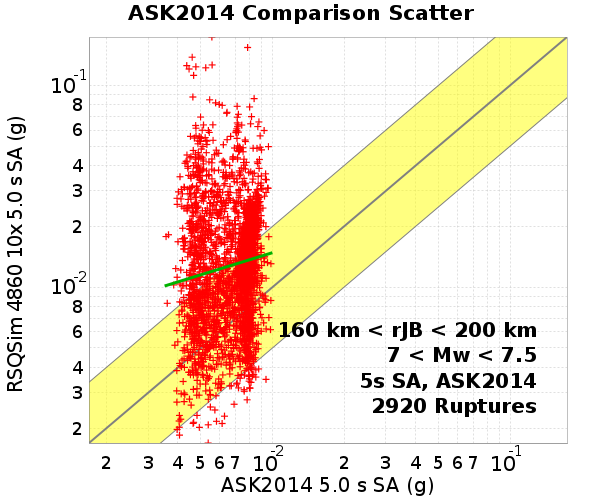 ASK2014 Comparison Scatter
RSQSim 4860 10x 5.0 s SA (g)
10⁻¹
8
6
4
3
2
10⁻²
8
6
4
3
2
160 km < rJB < 200 km
7 < Mw < 7.5
5s SA, ASK2014
2920 Ruptures
2 3 4 5 6 7 10⁻² 2 3 4 5 6 7 10⁻¹
ASK2014 5.0 s SA (g)